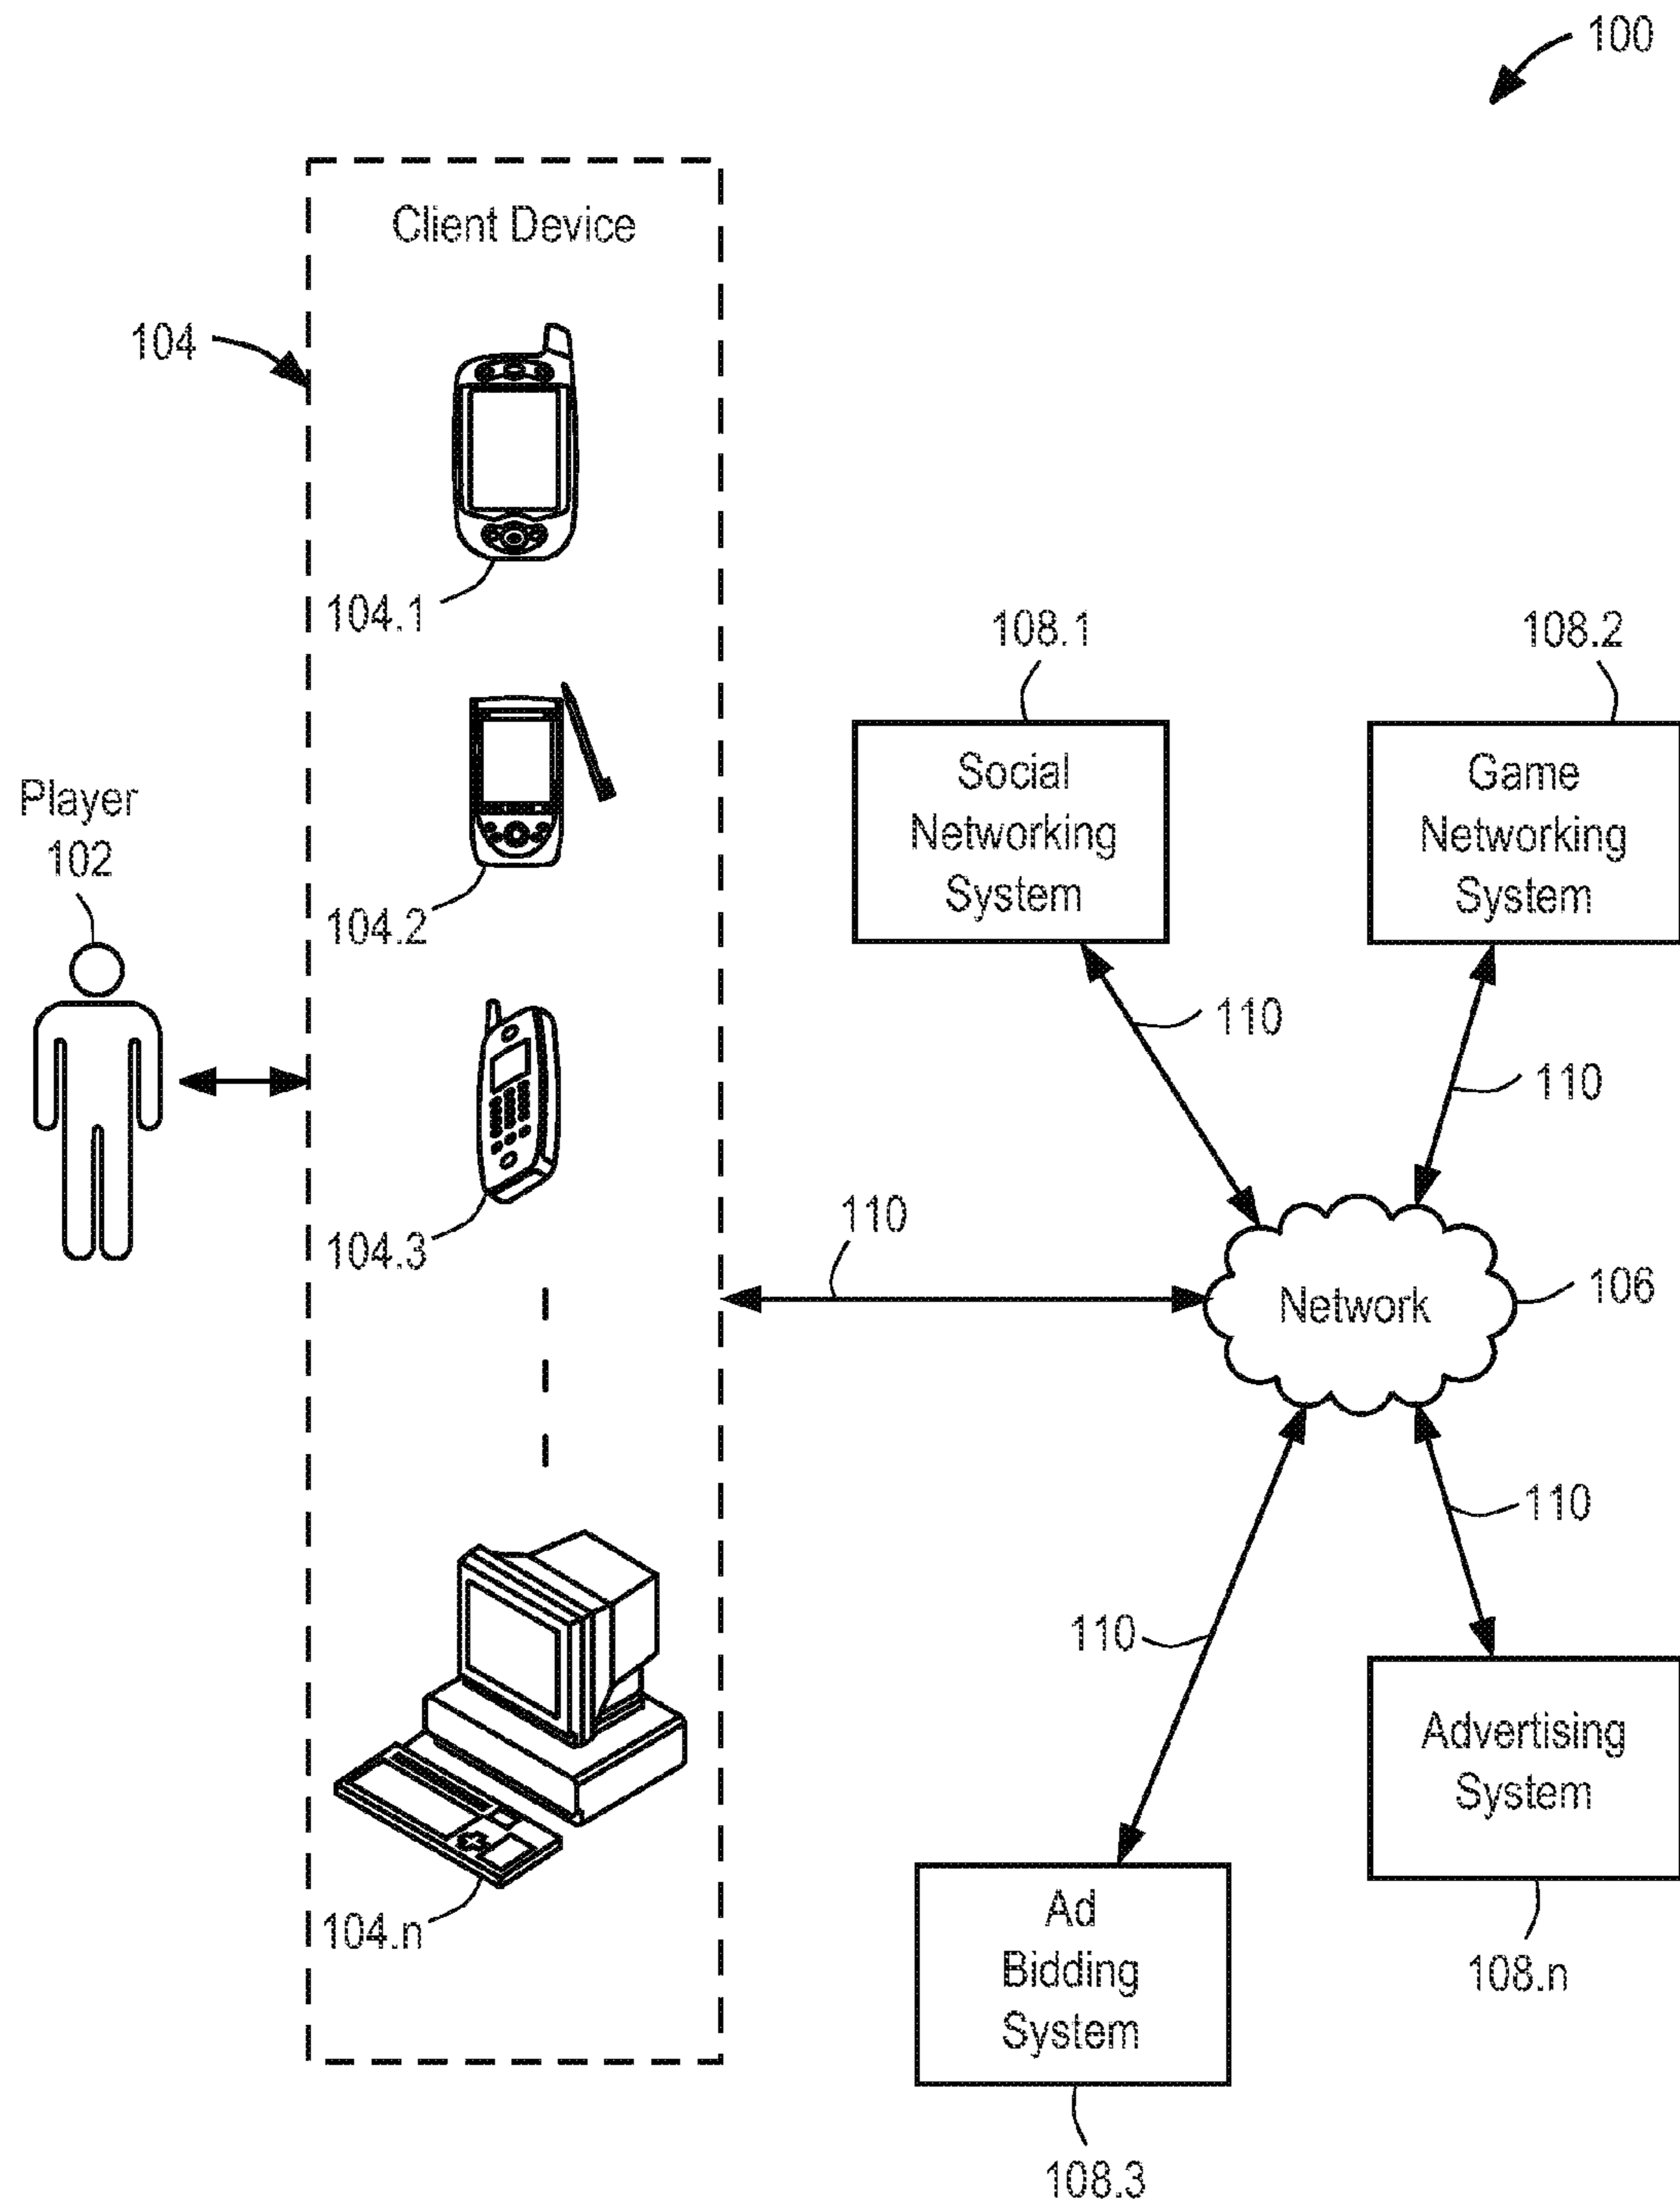 100
Client Device
104
104.1
108.1
108.2
Social
Networking
System
Game
Networking
System
Player
102
104.2
110
110
104.3
110
Network
106
110
110
Advertising
System
104.n
Ad
Bidding
System
108.n
108.3